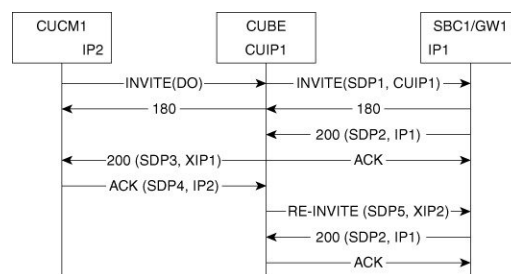 CUCM1
IP2
CUBE
CUIP1
SBC1/GW1
IP1
INVITE(DO)
INVITE(SDP1, CUIP1)
180
180
200 (SDP2, IP1)
200 (SDP3, XIP1)
ACK
ACK (SDP4, IP2)
RE-INVITE (SDP5, XIP2)
200 (SDP2, IP1)
ACK